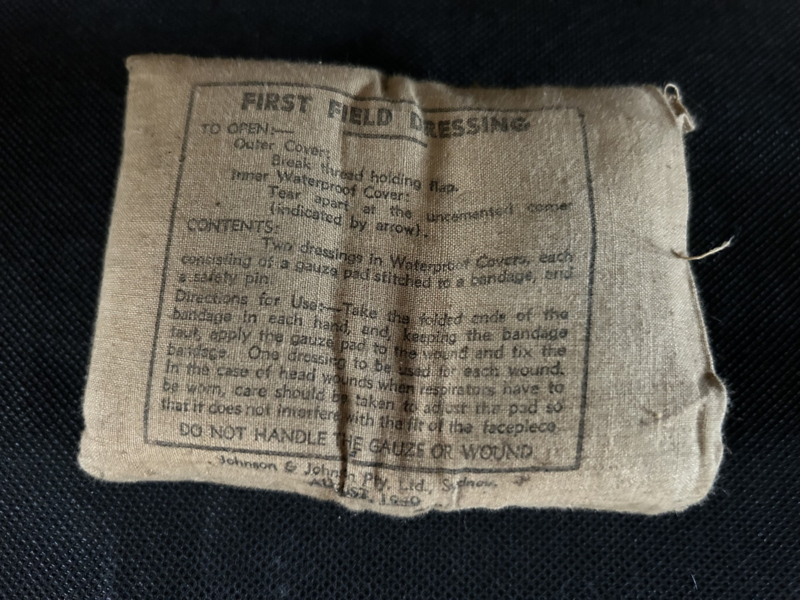 FIRST FIELD DRESSING
TO OPEN:—
Outer Cover:
Break thread holding flap.
Inner Waterproof Cover:
Tear apart at the uncemented corner
(indicated by arrow).
CONTENTS:
Two dressings in Waterproof Covers, each
consisting of a gauze pad stitched to a bandage, and
a safety pin.
Directions for Use:—Take the folded ends of the
bandage in each hand, and, keeping the bandage
taut, apply the gauze pad to the wound and fix the
bandage. One dressing to be used for each wound.
In the case of head wounds when respirators have to
be worn, care should be taken to adjust the pad so
that it does not interfere with the fit of the facepiece.
DO NOT HANDLE THE GAUZE OR WOUND.
Johnson & Johnson Pty. Ltd., Sydney
AUGUST, 1940